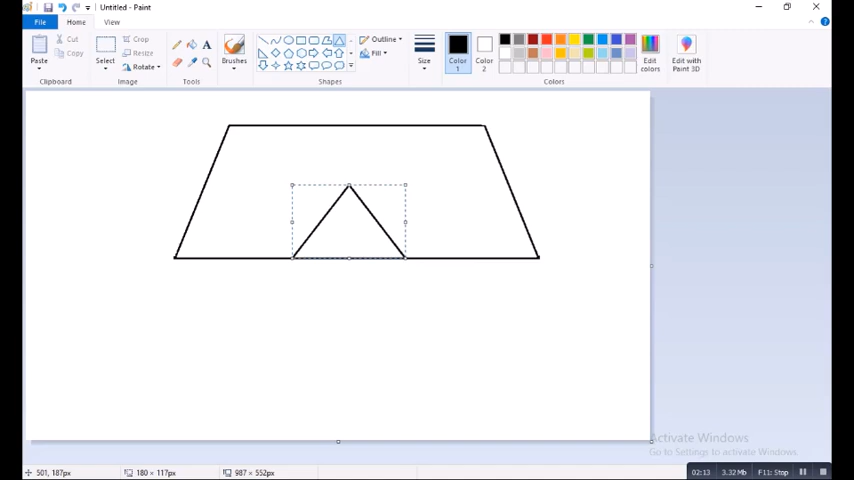 Untitled - Paint
File Home View
Paste
Cut
Copy
Clipboard
Select
Crop
Resize
Rotate
Image
A
Tools
Brushes
Shapes
Outline
Fill
Size
Color 1
Color 2
Edit colors
Colors
Edit with Paint 3D
Activate Windows
Go to Settings to activate Windows.
501, 187px
180 × 117px
987 × 552px
02:13 3.32 Mb F11: Stop